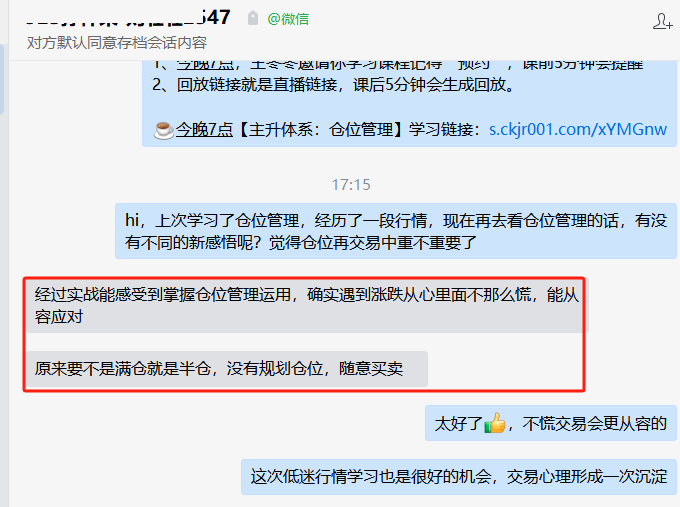 547
@微信
对方默认同意存档会话内容
1、今晚7点，王冬冬邀请你学习课程记得"预约"，课前5分钟会提醒
2、回放链接就是直播链接，课后5分钟会生成回放。
今晚7点【主升体系：仓位管理】学习链接：s.ckjr001.com/xYMGnw
17:15
hi，上次学习了仓位管理，经历了一段行情，现在再去看仓位管理的话，有没
有不同的新感悟呢？觉得仓位再交易中重不重要了
经过实战能感受到掌握仓位管理运用，确实遇到涨跌从心里面不那么慌，能从
容应对
原来要不是满仓就是半仓，没有规划仓位，随意买卖
太好了，不慌交易会更从容的
这次低迷行情学习也是很好的机会，交易心理形成一次沉淀